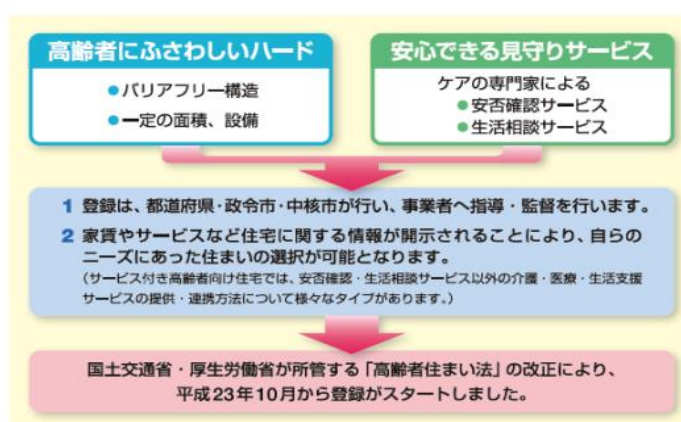 高齢者にふさわしいハード
●バリアフリー構造
●一定の面積、設備
安心できる見守りサービス
ケアの専門家による
●安否確認サービス
●生活相談サービス
1 登録は、都道府県・政令市・中核市が行い、事業者へ指導・監督を行います。
2 家賃やサービスなど住宅に関する情報が開示されることにより、自らの
ニーズにあった住まいの選択が可能となります。
（サービス付き高齢者向け住宅では、安否確認・生活相談サービス以外の介護・医療・生活支援
サービスの提供・連携方法について様々なタイプがあります。）
国土交通省・厚生労働省が所管する「高齢者住まい法」の改正により、
平成23年10月から登録がスタートしました。